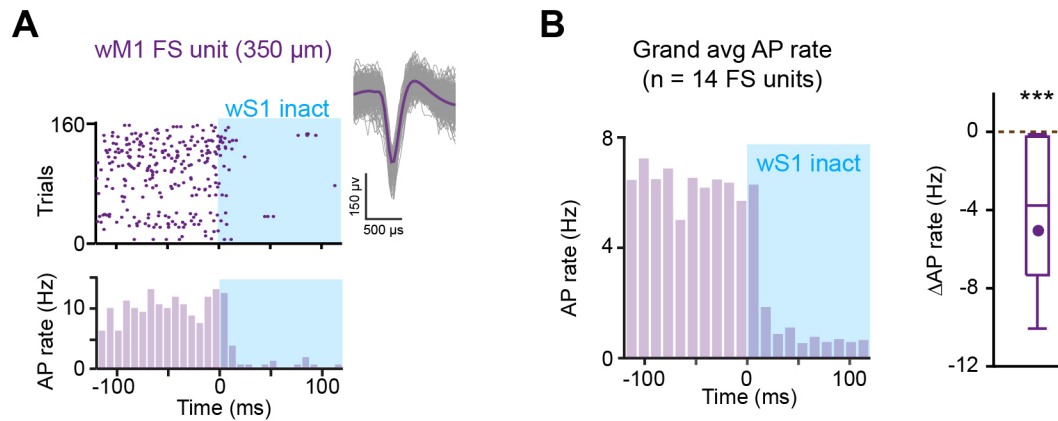 A
wM1 FS unit (350 µm)
wS1 inact
160
Trials
0
150 µv
500 µs
10
AP rate (Hz)
0
-100
0
100
Time (ms)
B
Grand avg AP rate
(n = 14 FS units)
8
wS1 inact
4
AP rate (Hz)
0
-100
0
100
Time (ms)
***
0
-4
ΔAP rate (Hz)
-8
-12